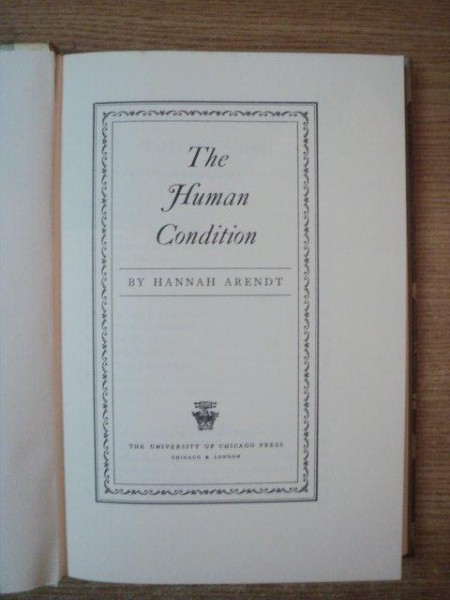 The
Human
Condition
BY HANNAH ARENDT
THE UNIVERSITY OF CHICAGO PRESS
CHICAGO & LONDON